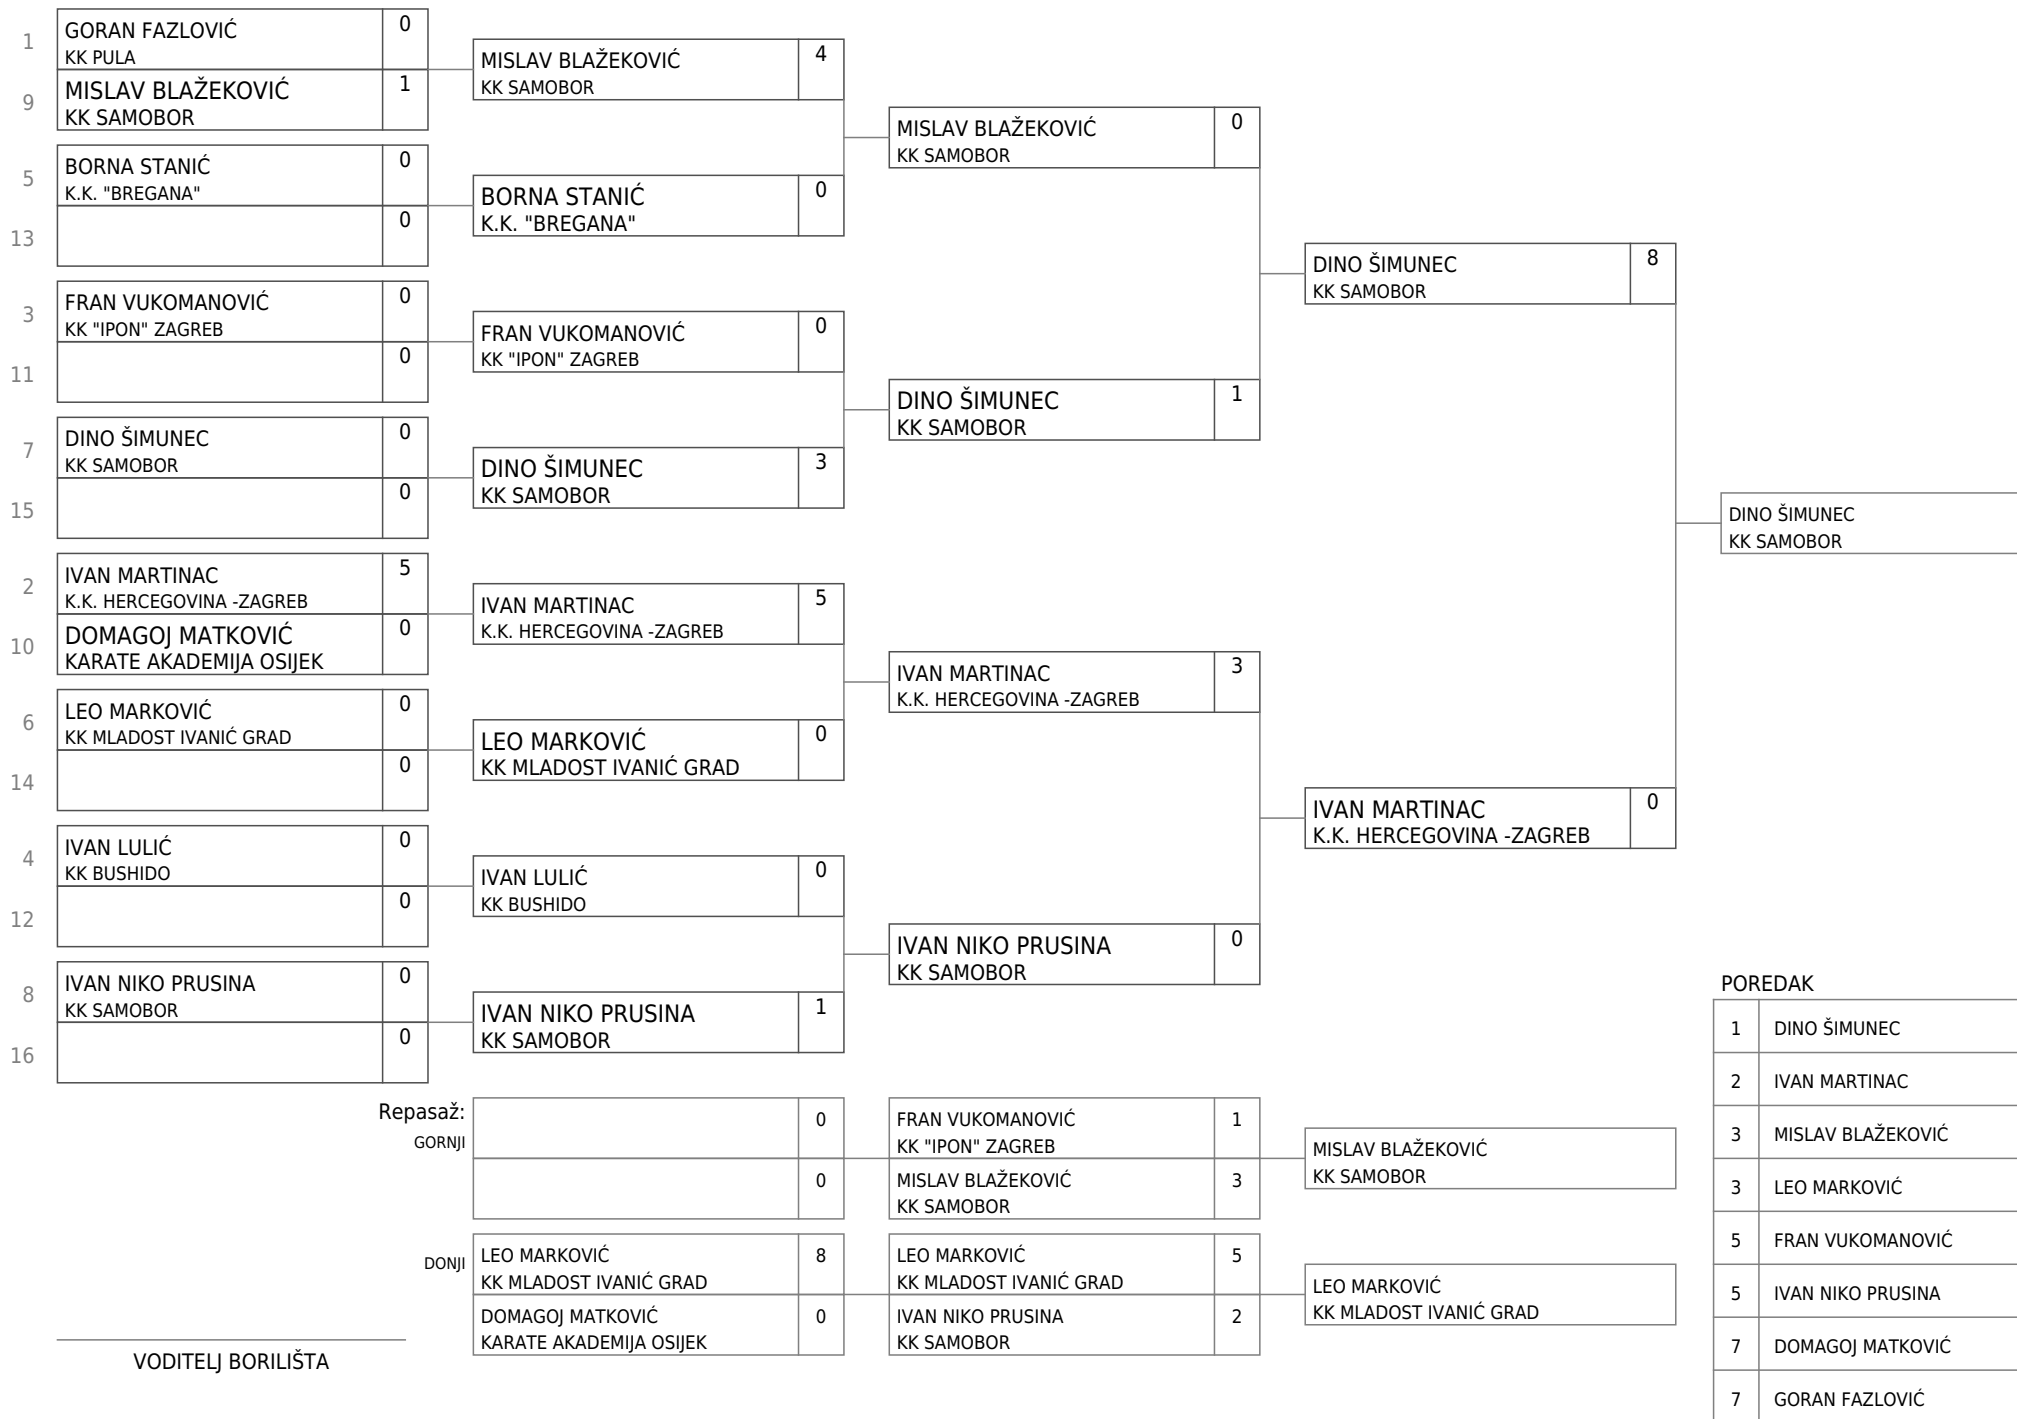 1
GORAN FAZLOVIĆ
KK PULA
0
9
MISLAV BLAŽEKOVIĆ
KK SAMOBOR
1
5
BORNA STANIĆ
K.K. "BREGANA"
0
13
0
3
FRAN VUKOMANOVIĆ
KK "IPON" ZAGREB
0
11
0
7
DINO ŠIMUNEC
KK SAMOBOR
0
15
0
2
IVAN MARTINAC
K.K. HERCEGOVINA -ZAGREB
5
10
DOMAGOJ MATKOVIĆ
KARATE AKADEMIJA OSIJEK
0
6
LEO MARKOVIĆ
KK MLADOST IVANIĆ GRAD
0
14
0
4
IVAN LULIĆ
KK BUSHIDO
0
12
0
8
IVAN NIKO PRUSINA
KK SAMOBOR
0
16
0
MISLAV BLAŽEKOVIĆ
KK SAMOBOR
4
BORNA STANIĆ
K.K. "BREGANA"
0
FRAN VUKOMANOVIĆ
KK "IPON" ZAGREB
0
DINO ŠIMUNEC
KK SAMOBOR
3
IVAN MARTINAC
K.K. HERCEGOVINA -ZAGREB
5
LEO MARKOVIĆ
KK MLADOST IVANIĆ GRAD
0
IVAN LULIĆ
KK BUSHIDO
0
IVAN NIKO PRUSINA
KK SAMOBOR
1
MISLAV BLAŽEKOVIĆ
KK SAMOBOR
0
DINO ŠIMUNEC
KK SAMOBOR
1
IVAN MARTINAC
K.K. HERCEGOVINA -ZAGREB
3
IVAN NIKO PRUSINA
KK SAMOBOR
0
DINO ŠIMUNEC
KK SAMOBOR
8
IVAN MARTINAC
K.K. HERCEGOVINA -ZAGREB
0
DINO ŠIMUNEC
KK SAMOBOR
Repasaž:
GORNJI
0
0
FRAN VUKOMANOVIĆ
KK "IPON" ZAGREB
1
MISLAV BLAŽEKOVIĆ
KK SAMOBOR
3
MISLAV BLAŽEKOVIĆ
KK SAMOBOR
DONJI
LEO MARKOVIĆ
KK MLADOST IVANIĆ GRAD
8
DOMAGOJ MATKOVIĆ
KARATE AKADEMIJA OSIJEK
0
LEO MARKOVIĆ
KK MLADOST IVANIĆ GRAD
5
IVAN NIKO PRUSINA
KK SAMOBOR
2
LEO MARKOVIĆ
KK MLADOST IVANIĆ GRAD
VODITELJ BORILIŠTA
POREDAK
1 DINO ŠIMUNEC
2 IVAN MARTINAC
3 MISLAV BLAŽEKOVIĆ
3 LEO MARKOVIĆ
5 FRAN VUKOMANOVIĆ
5 IVAN NIKO PRUSINA
7 DOMAGOJ MATKOVIĆ
7 GORAN FAZLOVIĆ